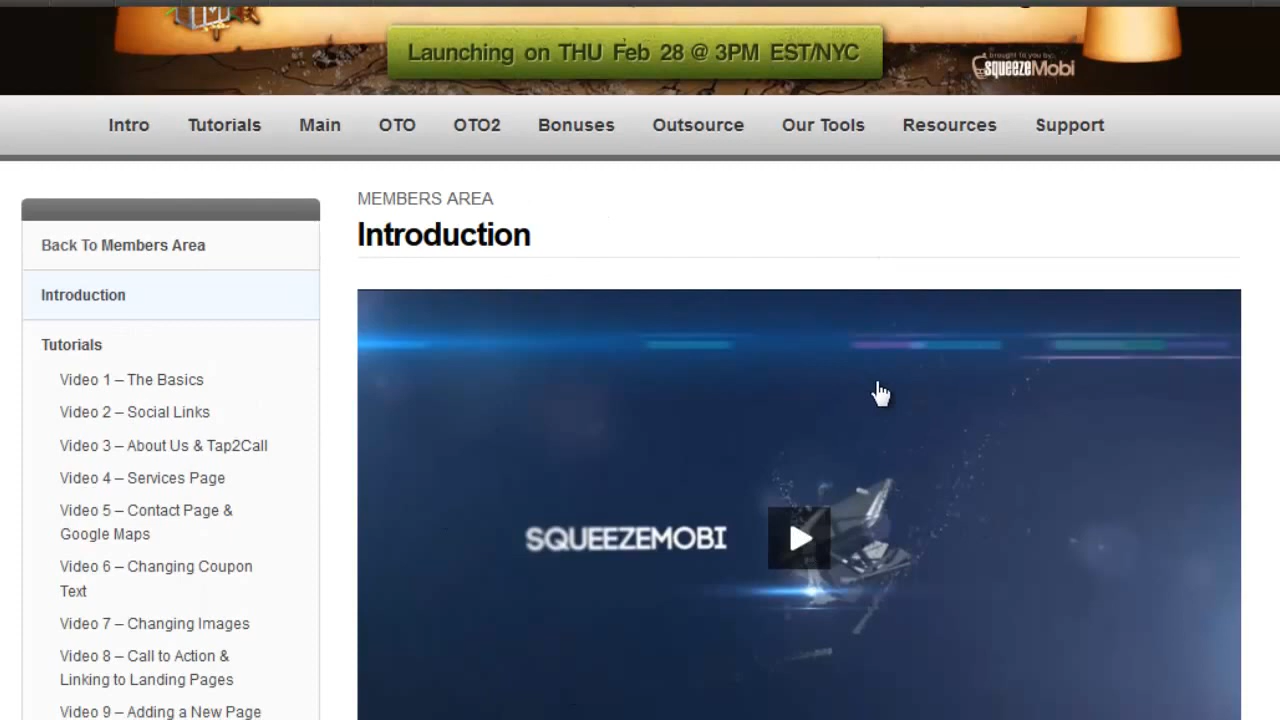 Launching on THU Feb 28 @ 3PM EST/NYC
brought to you by:
squeezeMobi
Intro Tutorials Main OTO OTO2 Bonuses Outsource Our Tools Resources Support
MEMBERS AREA
Introduction
Back To Members Area
Introduction
Tutorials
Video 1 – The Basics
Video 2 – Social Links
Video 3 – About Us & Tap2Call
Video 4 – Services Page
Video 5 – Contact Page &
Google Maps
Video 6 – Changing Coupon
Text
Video 7 – Changing Images
Video 8 – Call to Action &
Linking to Landing Pages
Video 9 – Adding a New Page
SQUEEZEMOBI